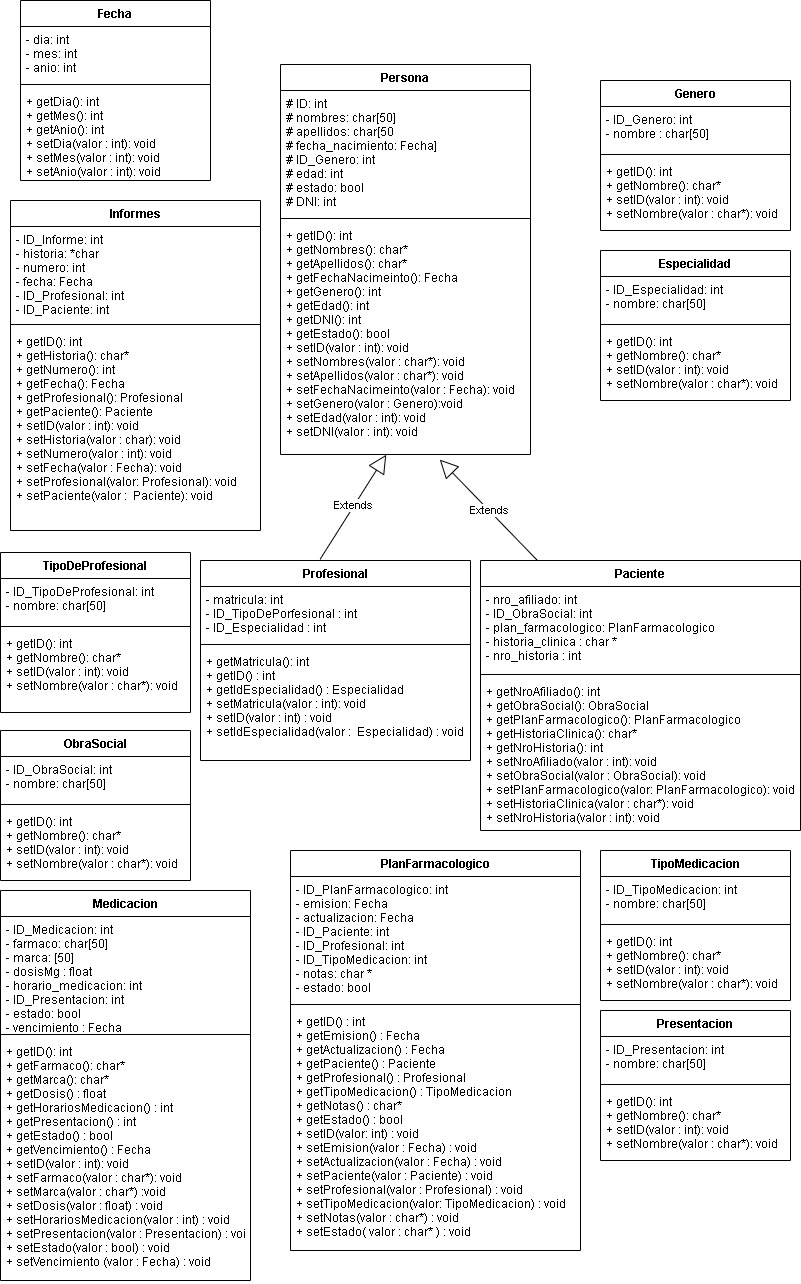 Fecha
- dia: int
- mes: int
- anio: int
+ getDia(): int
+ getMes(): int
+ getAnio(): int
+ setDia(valor : int): void
+ setMes(valor : int): void
+ setAnio(valor : int): void
Persona
# ID: int
# nombres: char[50]
# apellidos: char[50
# fecha_nacimiento: Fecha]
# ID_Genero: int
# edad: int
# estado: bool
# DNI: int
+ getID(): int
+ getNombres(): char*
+ getApellidos(): char*
+ getFechaNacimeinto(): Fecha
+ getGenero(): int
+ getEdad(): int
+ getDNI(): int
+ getEstado(): bool
+ setID(valor : int): void
+ setNombres(valor : char*): void
+ setApellidos(valor : char*): void
+ setFechaNacimeinto(valor : Fecha): void
+ setGenero(valor : Genero):void
+ setEdad(valor : int): void
+ setDNI(valor : int): void
Genero
- ID_Genero: int
- nombre : char[50]
+ getID(): int
+ getNombre(): char*
+ setID(valor : int): void
+ setNombre(valor : char*): void
Informes
- ID_Informe: int
- historia: *char
- numero: int
- fecha: Fecha
- ID_Profesional: int
- ID_Paciente: int
+ getID(): int
+ getHistoria(): char*
+ getNumero(): int
+ getFecha(): Fecha
+ getProfesional(): Profesional
+ getPaciente(): Paciente
+ setID(valor : int): void
+ setHistoria(valor : char): void
+ setNumero(valor : int): void
+ setFecha(valor : Fecha): void
+ setProfesional(valor: Profesional): void
+ setPaciente(valor :  Paciente): void
Especialidad
- ID_Especialidad: int
- nombre: char[50]
+ getID(): int
+ getNombre(): char*
+ setID(valor : int): void
+ setNombre(valor : char*): void
Extends
Extends
TipoDeProfesional
- ID_TipoDeProfesional: int
- nombre: char[50]
+ getID(): int
+ getNombre(): char*
+ setID(valor : int): void
+ setNombre(valor : char*): void
Profesional
- matricula: int
- ID_TipoDePorfesional : int
- ID_Especialidad : int
+ getMatricula(): int
+ getID() : int
+ getIdEspecialidad() : Especialidad
+ setMatricula(valor : int): void
+ setID(valor : int) : void
+ setIdEspecialidad(valor :  Especialidad) : void
Paciente
- nro_afiliado: int
- ID_ObraSocial: int
- plan_farmacologico: PlanFarmacologico
- historia_clinica : char *
- nro_historia : int
+ getNroAfiliado(): int
+ getObraSocial(): ObraSocial
+ getPlanFarmacologico(): PlanFarmacologico
+ getHistoriaClinica(): char*
+ getNroHistoria(): int
+ setNroAfiliado(valor : int): void
+ setObraSocial(valor : ObraSocial): void
+ setPlanFarmacologico(valor: PlanFarmacologico): void
+ setHistoriaClinica(valor : char*): void
+ setNroHistoria(valor : int): void
ObraSocial
- ID_ObraSocial: int
- nombre: char[50]
+ getID(): int
+ getNombre(): char*
+ setID(valor : int): void
+ setNombre(valor : char*): void
Medicacion
- ID_Medicacion: int
- farmaco: char[50]
- marca: [50]
- dosisMg : float
- horario_medicacion: int
- ID_Presentacion: int
- estado: bool
- vencimiento : Fecha
+ getID(): int
+ getFarmaco(): char*
+ getMarca(): char*
+ getDosis() : float
+ getHorariosMedicacion() : int
+ getPresentacion() : int
+ getEstado() : bool
+ getVencimiento() : Fecha
+ setID(valor : int): void
+ setFarmaco(valor : char*): void
+ setMarca(valor : char*) : void
+ setDosis(valor : float) : void
+ setHorariosMedicacion(valor : int) : void
+ setPresentacion(valor : Presentacion) : voi
+ setEstado(valor : bool) : void
+ setVencimiento (valor : Fecha) : void
PlanFarmacologico
- ID_PlanFarmacologico: int
- emision: Fecha
- actualizacion: Fecha
- ID_Paciente: int
- ID_Profesional: int
- ID_TipoMedicacion: int
- notas: char *
- estado: bool
+ getID() : int
+ getEmision() : Fecha
+ getActualizacion() : Fecha
+ getPaciente() : Paciente
+ getProfesional() : Profesional
+ getTipoMedicacion() : TipoMedicacion
+ getNotas() : char*
+ getEstado() : bool
+ setID(valor: int) : void
+ setEmision(valor : Fecha) : void
+ setActualizacion(valor : Fecha) : void
+ setPaciente(valor : Paciente) : void
+ setProfesional(valor : Profesional) : void
+ setTipoMedicacion(valor: TipoMedicacion) : void
+ setNotas(valor : char*) : void
+ setEstado( valor : char* ) : void
TipoMedicacion
- ID_TipoMedicacion: int
- nombre: char[50]
+ getID(): int
+ getNombre(): char*
+ setID(valor : int): void
+ setNombre(valor : char*): void
Presentacion
- ID_Presentacion: int
- nombre: char[50]
+ getID(): int
+ getNombre(): char*
+ setID(valor : int): void
+ setNombre(valor : char*): void